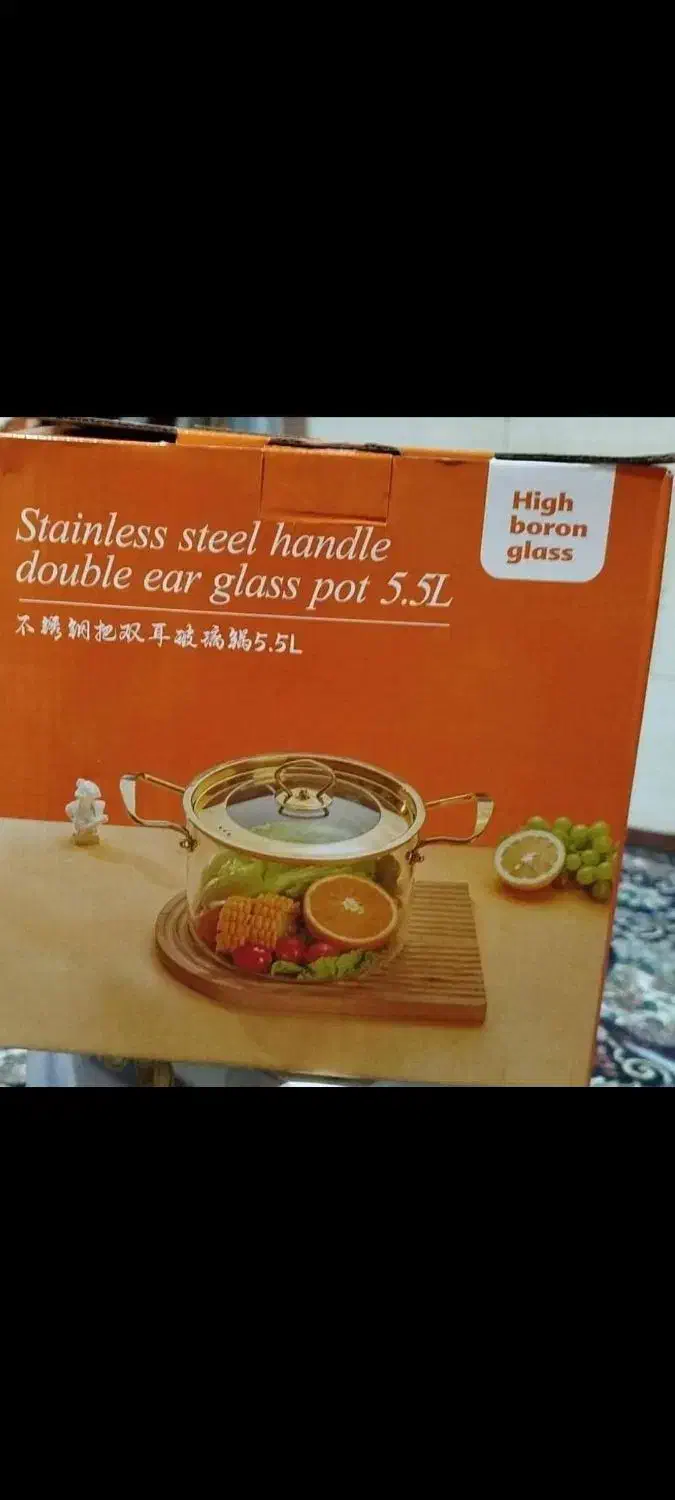 Stainless steel handle
double ear glass pot 5.5L
不锈钢把双耳玻璃锅5.5L
High
boron
glass